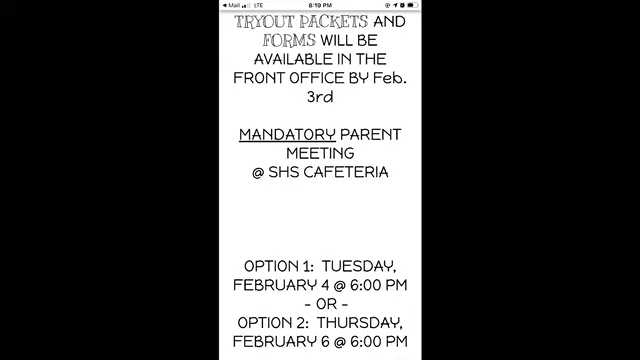 Mail LTE 8:19 PM
TRYOUT PACKETS AND
FORMS WILL BE
AVAILABLE IN THE
FRONT OFFICE BY Feb.
3rd
MANDATORY PARENT
MEETING
@ SHS CAFETERIA
OPTION 1: TUESDAY,
FEBRUARY 4 @ 6:00 PM
- OR -
OPTION 2: THURSDAY,
FEBRUARY 6 @ 6:00 PM